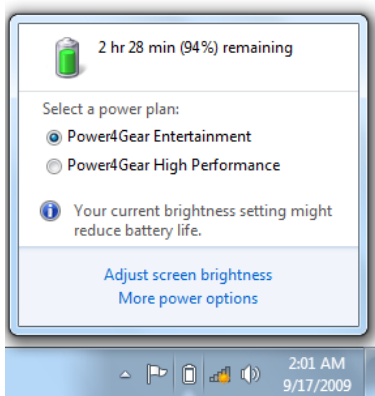 2 hr 28 min (94%) remaining
Select a power plan:
Power4Gear Entertainment
Power4Gear High Performance
Your current brightness setting might
reduce battery life.
Adjust screen brightness
More power options
2:01 AM
9/17/2009